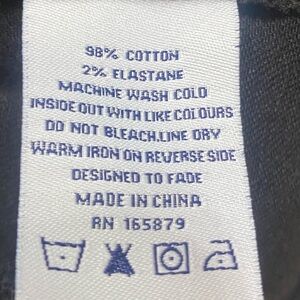 98% COTTON
2% ELASTANE
MACHINE WASH COLD
INSIDE OUT WITH LIKE COLOURS
DO NOT BLEACH.LINE DRY
WARM IRON ON REVERSE SIDE
DESIGNED TO FADE
MADE IN CHINA
RN 165879